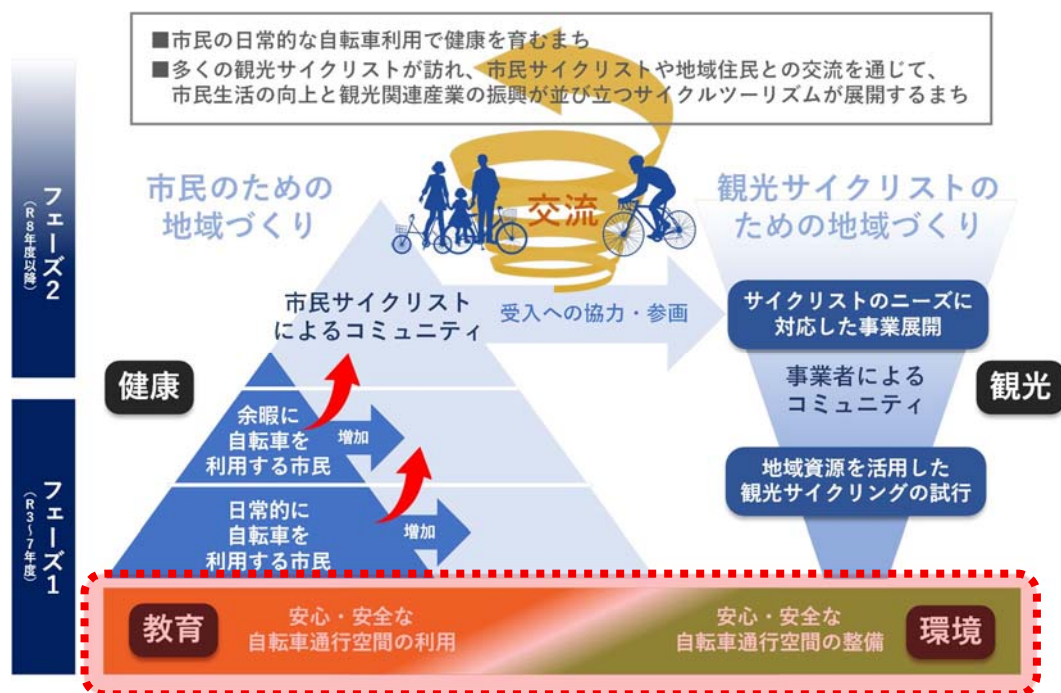 ■市民の日常的な自転車利用で健康を育むまち
■多くの観光サイクリストが訪れ、市民サイクリストや地域住民との交流を通じて、
市民生活の向上と観光関連産業の振興が並び立つサイクルツーリズムが展開するまち
フェーズ2
(R8年度以降)
市民のための
地域づくり
交流
観光サイクリストの
ための地域づくり
市民サイクリスト
によるコミュニティ
受入への協力・参画
サイクリストのニーズに
対応した事業展開
健康
事業者による
コミュニティ
観光
フェーズ1
(R3~7年度)
余暇に
自転車を
利用する市民
増加
地域資源を活用した
観光サイクリングの試行
日常的に
自転車を
利用する市民
増加
教育
安心・安全な
自転車通行空間の利用
安心・安全な
自転車通行空間の整備
環境